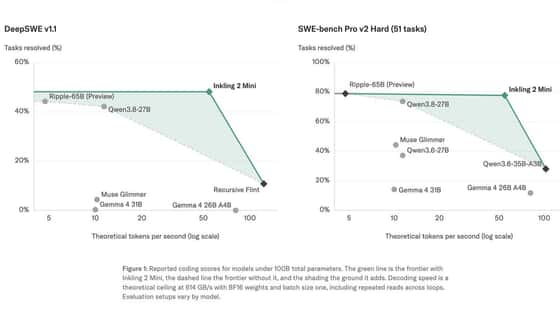 DeepSWE v1.1
Tasks resolved (%)
60%
40%
20%
0%
Inkling 2 Mini
Ripple-65B (Preview)
Qwen3.8-27B
Recursive Flint
Muse Glimmer
Gemma 4 31B
Gemma 4 26B A4B
5
10
20
50
100
Theoretical tokens per second (log scale)
SWE-bench Pro v2 Hard (51 tasks)
Tasks resolved (%)
100%
80%
60%
40%
20%
0%
Ripple-65B (Preview)
Inkling 2 Mini
Qwen3.8-27B
Muse Glimmer
Qwen3.6-27B
Qwen3.6-35B-A3B
Gemma 4 31B
Gemma 4 26B A4B
5
10
20
50
100
Theoretical tokens per second (log scale)
Figure 1: Reported coding scores for models under 100B total parameters. The green line is the frontier with
Inkling 2 Mini, the dashed line the frontier without it, and the shading the ground it adds. Decoding speed is a
theoretical ceiling at 614 GB/s with BF16 weights and batch size one, including repeated reads across loops.
Evaluation setups vary by model.